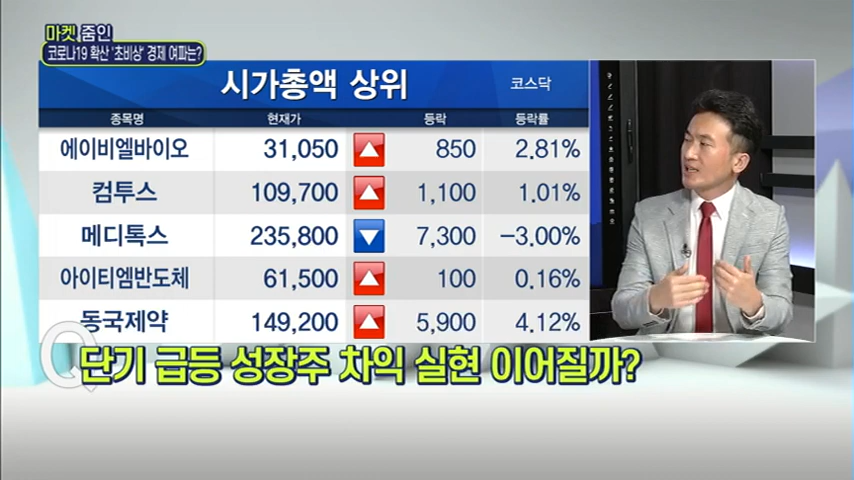 마켓 줌인
코로나19 확산 '초비상' 경제 여파는?
시가총액 상위 코스닥
종목명 현재가 등락 등락률
에이비엘바이오 31,050 ▲ 850 2.81%
컴투스 109,700 ▲ 1,100 1.01%
메디톡스 235,800 ▼ 7,300 -3.00%
아이티엠반도체 61,500 ▲ 100 0.16%
동국제약 149,200 ▲ 5,900 4.12%
Q 단기 급등 성장주 차익 실현 이어질까?